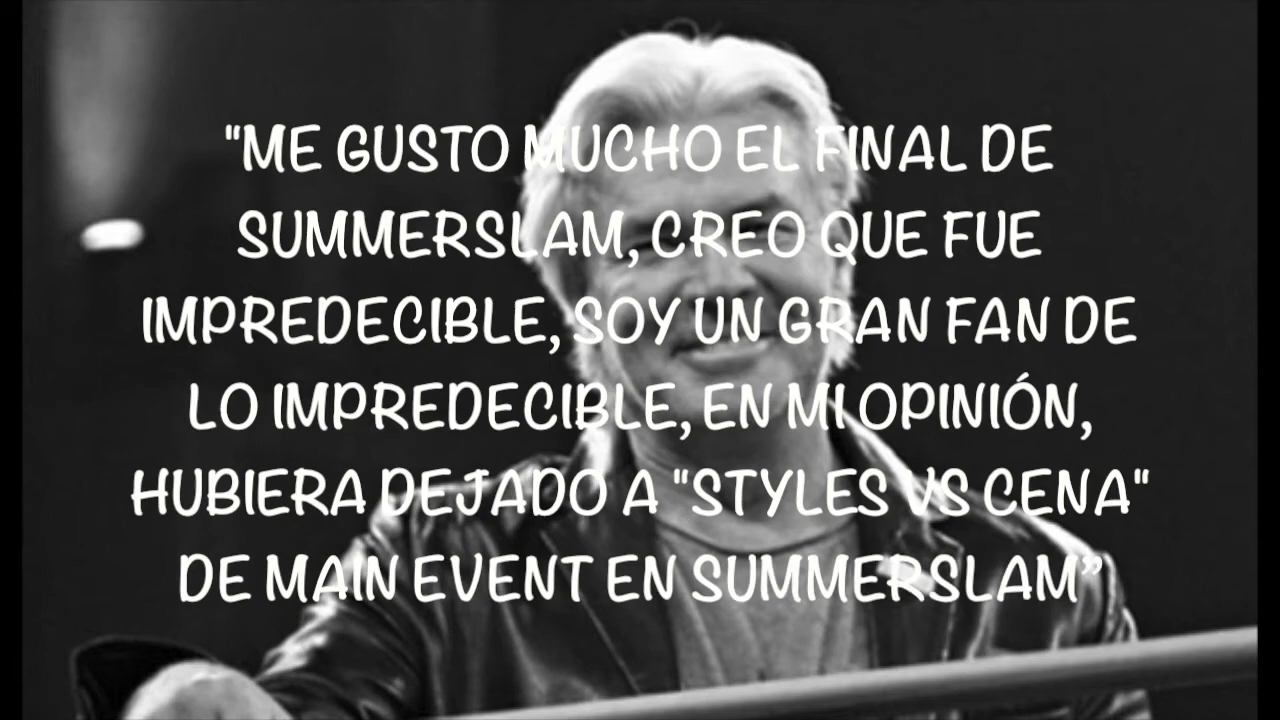 "ME GUSTO MUCHO EL FINAL DE
SUMMERSLAM, CREO QUE FUE
IMPREDECIBLE, SOY UN GRAN FAN DE
LO IMPREDECIBLE, EN MI OPINIÓN,
HUBIERA DEJADO A "STYLES VS CENA"
DE MAIN EVENT EN SUMMERSLAM”